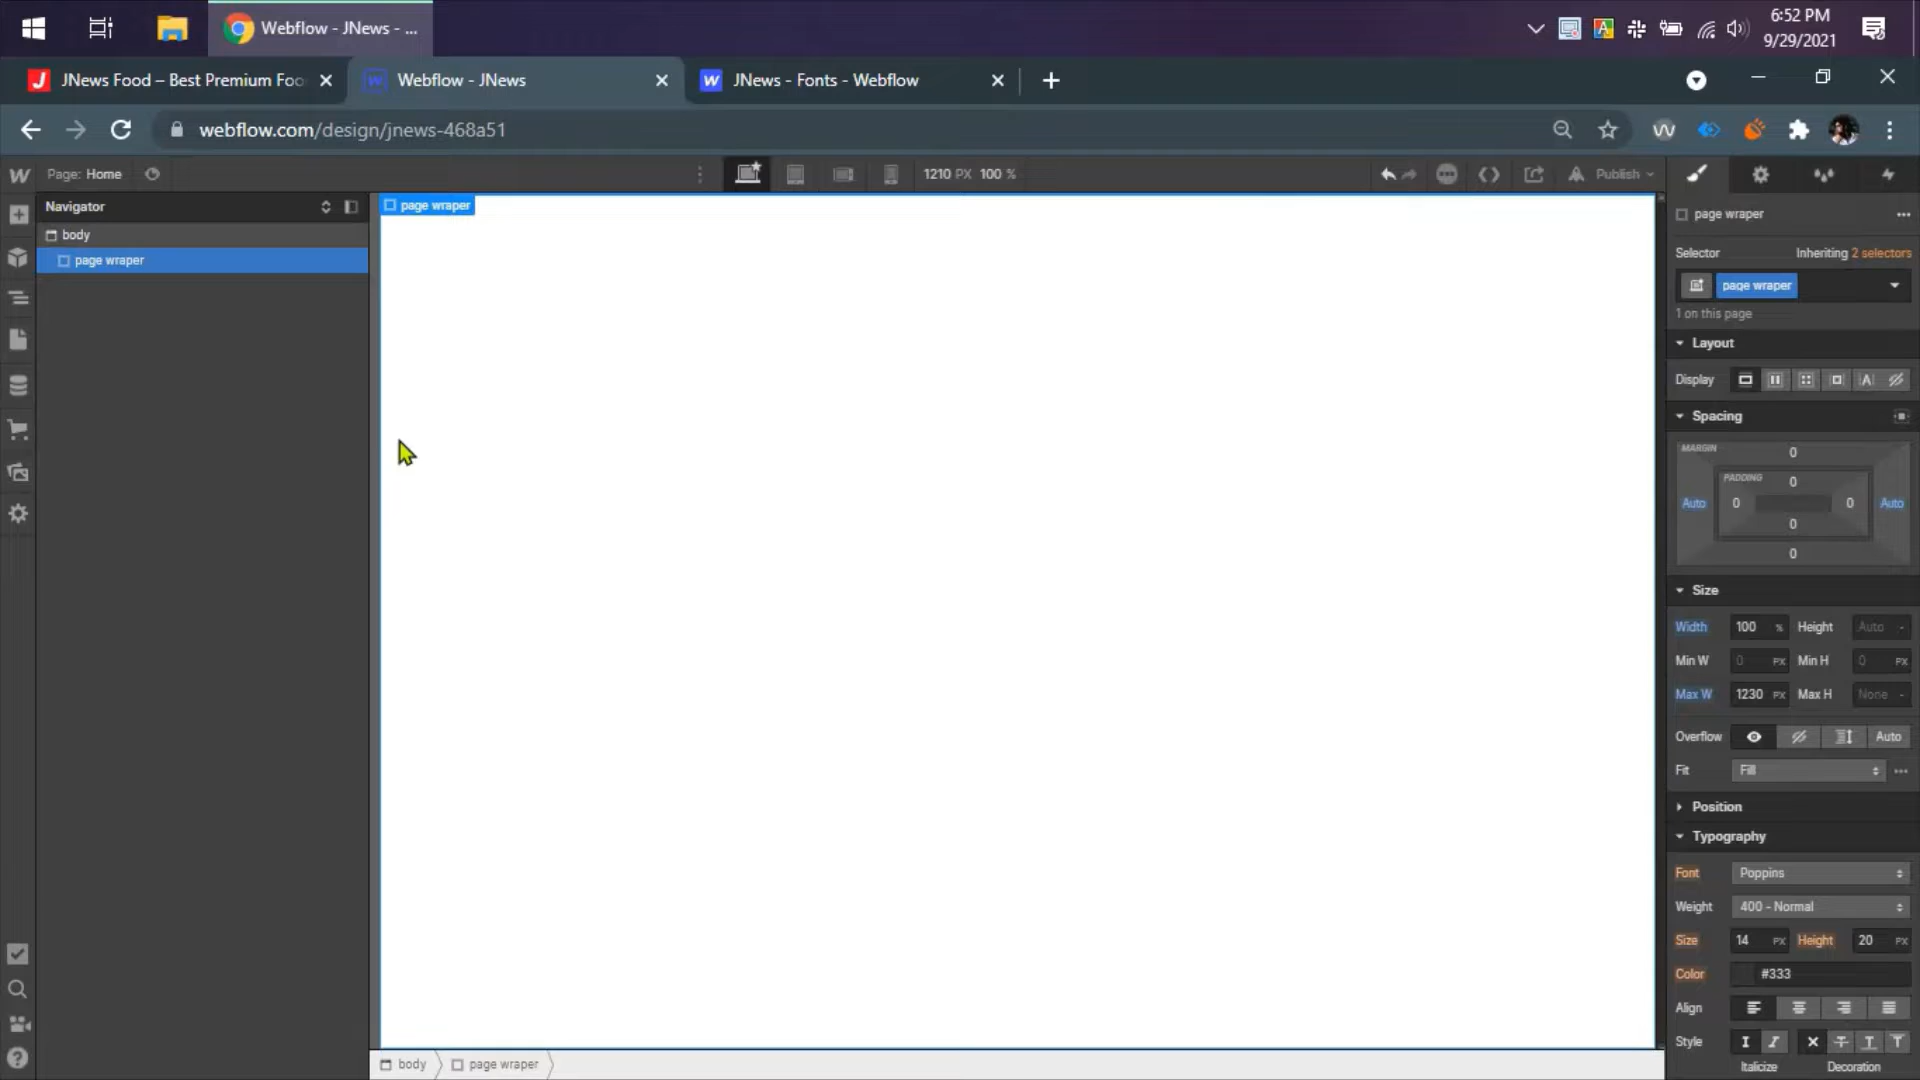 Webflow - JNews - ...
6:52 PM
9/29/2021
JNews Food – Best Premium Foo
Webflow - JNews
JNews - Fonts - Webflow
webflow.com/design/jnews-468a51
Page: Home
1210 PX 100 %
Publish
Navigator
body
page wraper
page wraper
page wraper
Selector
Inheriting 2 selectors
page wraper
1 on this page
Layout
Display
Spacing
MARGIN
0
PADDING
0
Auto
0
0
Auto
0
0
Size
Width 100 % Height Auto -
Min W 0 PX Min H 0 PX
Max W 1230 PX Max H None -
Overflow
Auto
Fit
Fill
Position
Typography
Font Poppins
Weight 400 - Normal
Size 14 PX Height 20 PX
Color #333
Align
Style
Italicize Decoration
body
page wraper